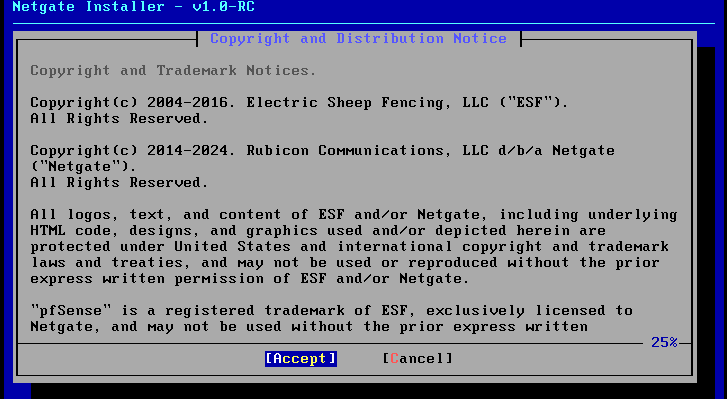 Netgate Installer - v1.0-RC
Copyright and Distribution Notice
Copyright and Trademark Notices.
Copyright(c) 2004-2016. Electric Sheep Fencing, LLC ("ESF").
All Rights Reserved.
Copyright(c) 2014-2024. Rubicon Communications, LLC d/b/a Netgate
("Netgate").
All Rights Reserved.
All logos, text, and content of ESF and/or Netgate, including underlying
HTML code, designs, and graphics used and/or depicted herein are
protected under United States and international copyright and trademark
laws and treaties, and may not be used or reproduced without the prior
express written permission of ESF and/or Netgate.
"pfSense" is a registered trademark of ESF, exclusively licensed to
Netgate, and may not be used without the prior express written
25%
[Accept] [Cancel]